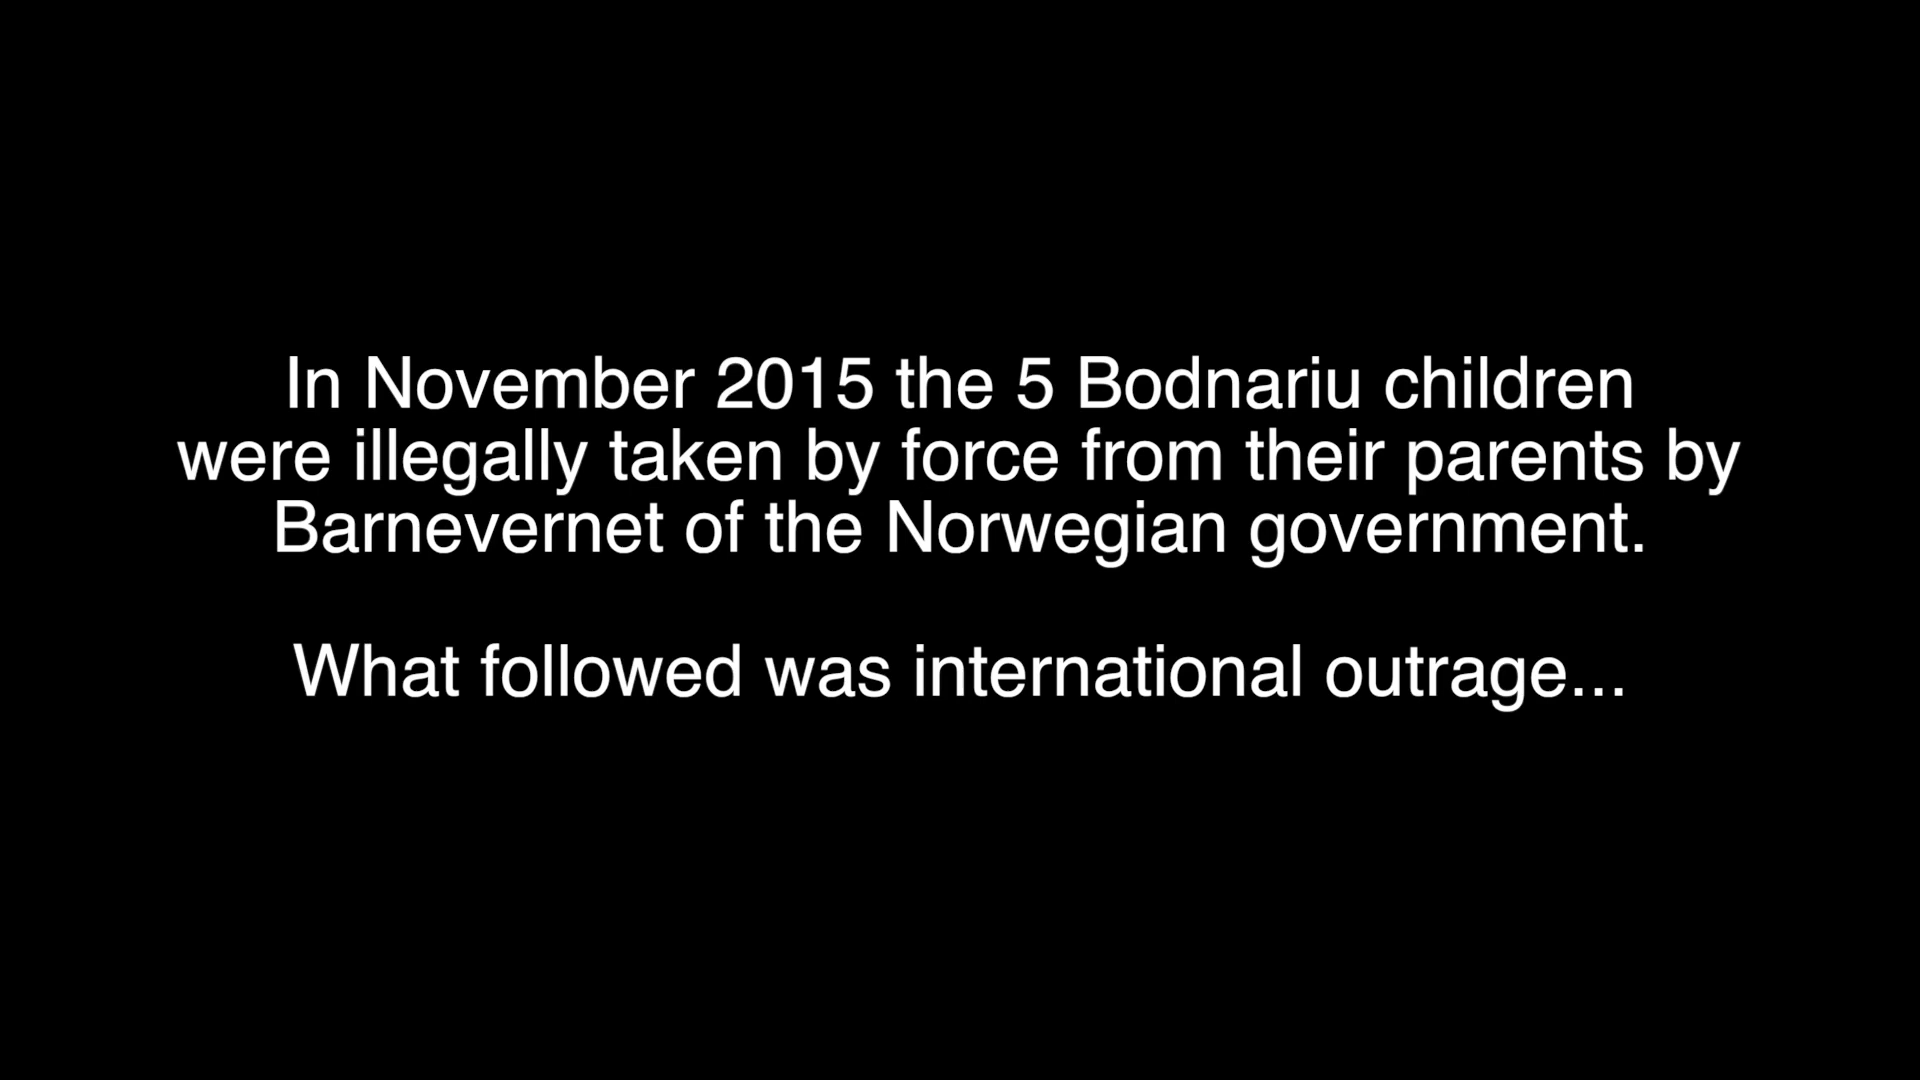 In November 2015 the 5 Bodnariu children
were illegally taken by force from their parents by
Barnevernet of the Norwegian government.
What followed was international outrage...